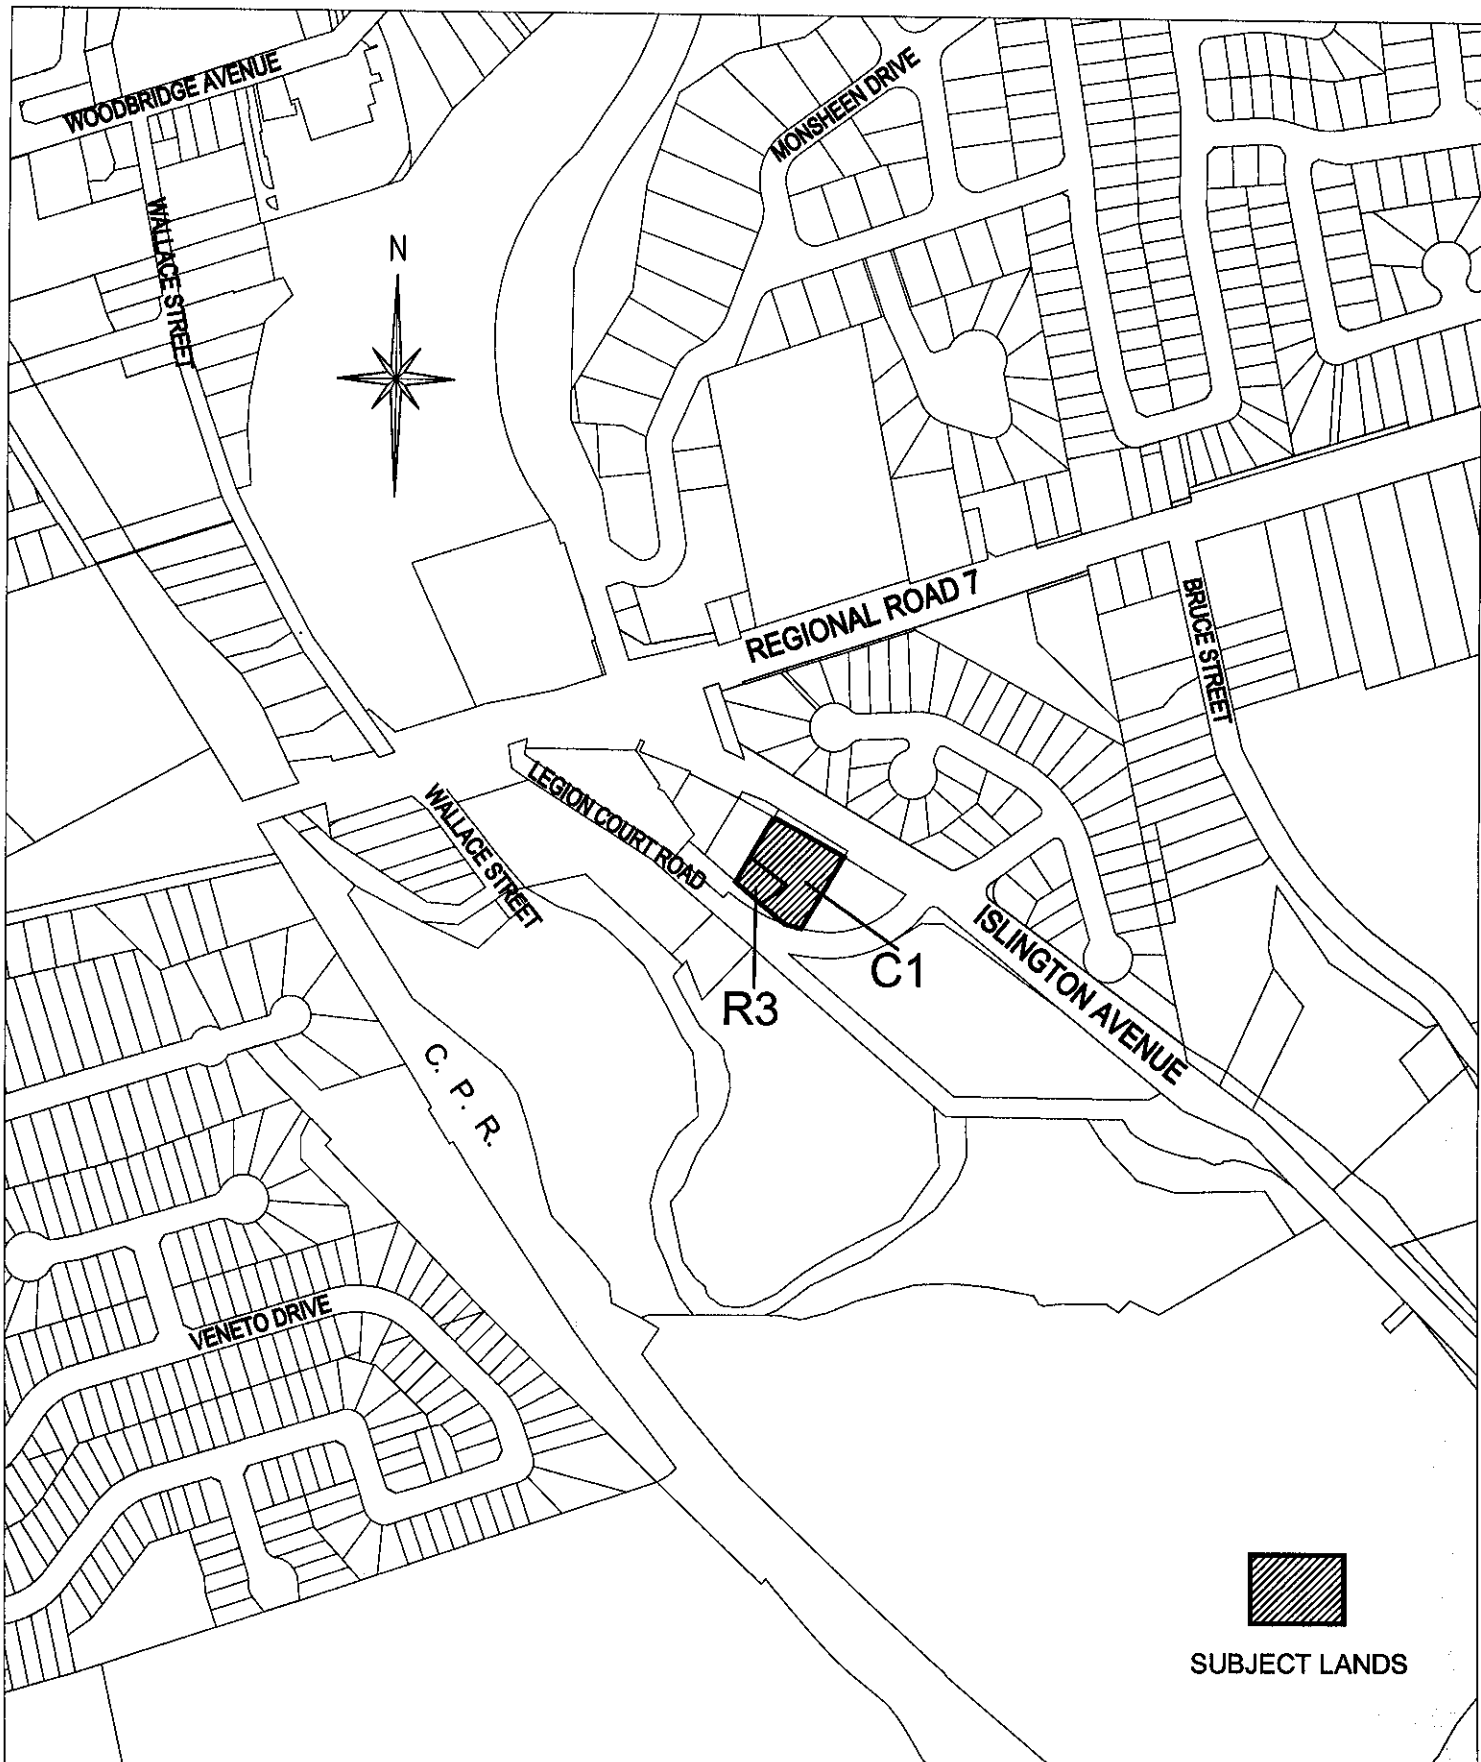 WOODBRIDGE AVENUE
MONSHEEN DRIVE
WALLACE STREET
N
REGIONAL ROAD 7
BRUCE STREET
LEGION COURT ROAD
WALLACE STREET
ISLINGTON AVENUE
C1
R3
C. P. R.
VENETO DRIVE
SUBJECT LANDS